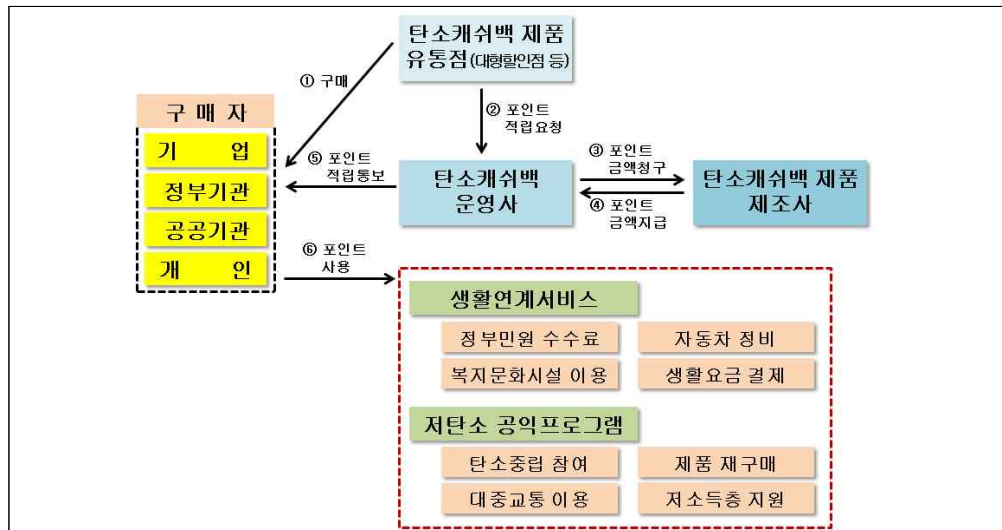 탄소캐쉬백 제품
유통점(대형할인점 등)
① 구매
② 포인트
적립요청
구 매 자
기 업
정부기관
공공기관
개 인
⑤ 포인트
적립통보
탄소캐쉬백
운영사
③ 포인트
금액청구
④ 포인트
금액지급
탄소캐쉬백 제품
제조사
⑥ 포인트
사용
생활연계서비스
정부민원 수수료
자동차 정비
복지문화시설 이용
생활요금 결제
저탄소 공익프로그램
탄소중립 참여
제품 재구매
대중교통 이용
저소득층 지원